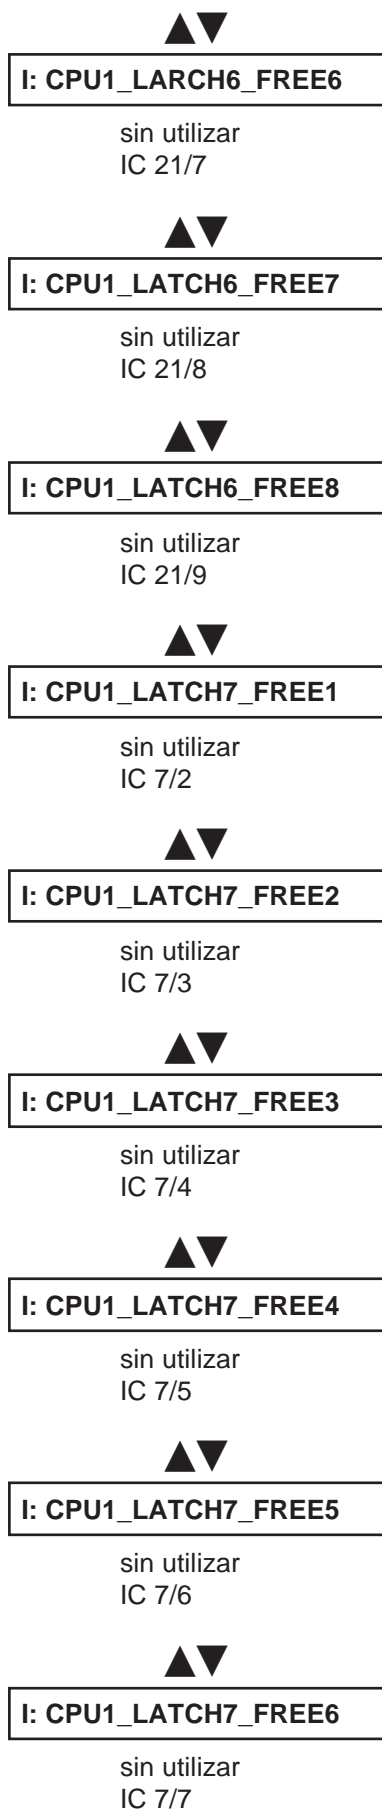 ▲▼
I: CPU1_LARCH6_FREE6
sin utilizar
IC 21/7
▲▼
I: CPU1_LATCH6_FREE7
sin utilizar
IC 21/8
▲▼
I: CPU1_LATCH6_FREE8
sin utilizar
IC 21/9
▲▼
I: CPU1_LATCH7_FREE1
sin utilizar
IC 7/2
▲▼
I: CPU1_LATCH7_FREE2
sin utilizar
IC 7/3
▲▼
I: CPU1_LATCH7_FREE3
sin utilizar
IC 7/4
▲▼
I: CPU1_LATCH7_FREE4
sin utilizar
IC 7/5
▲▼
I: CPU1_LATCH7_FREE5
sin utilizar
IC 7/6
▲▼
I: CPU1_LATCH7_FREE6
sin utilizar
IC 7/7